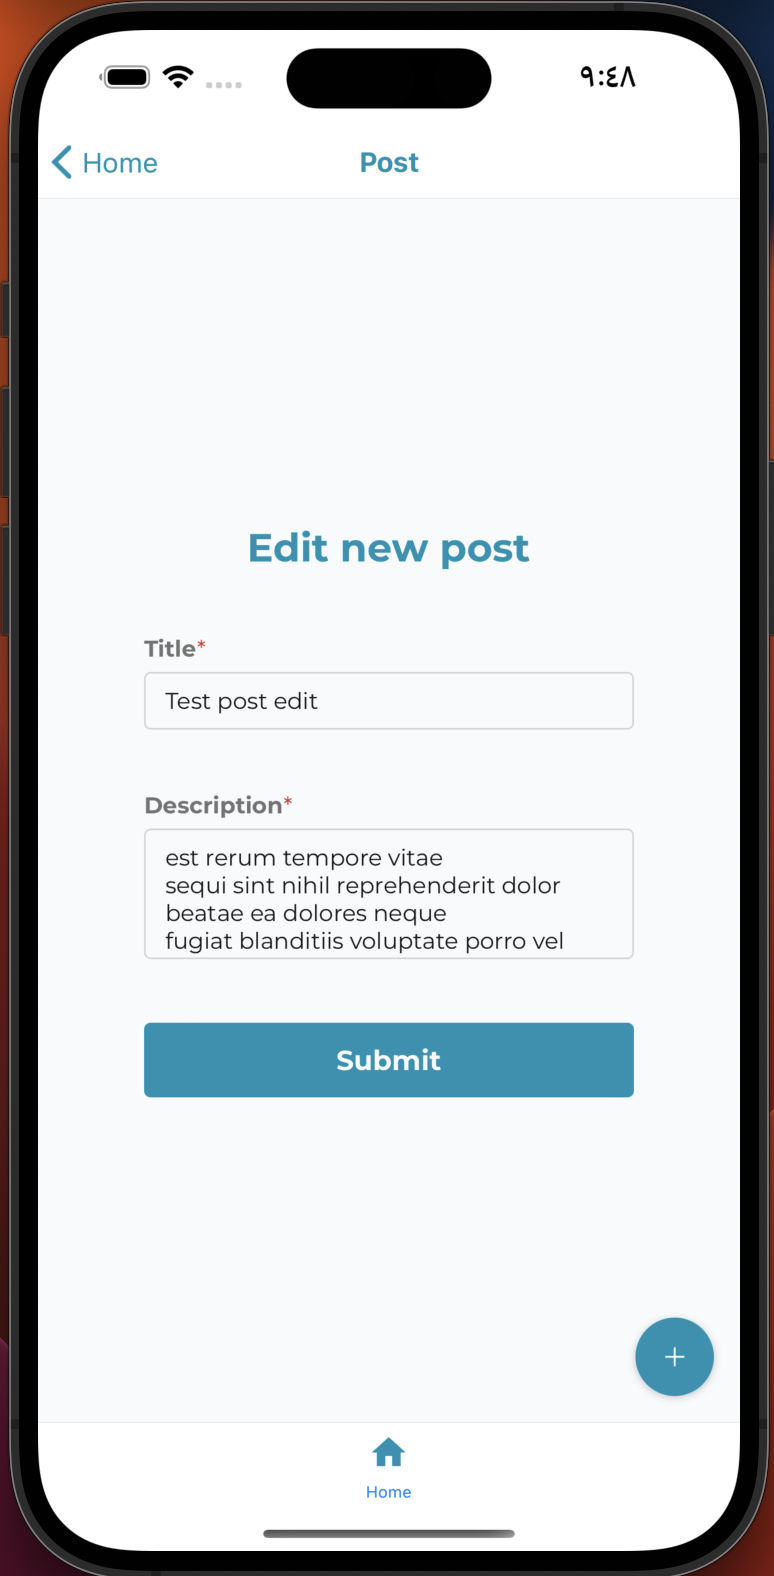 ٩:٤٨
Home
Post
Edit new post
Title*
Test post edit
Description*
est rerum tempore vitae
sequi sint nihil reprehenderit dolor
beatae ea dolores neque
fugiat blanditiis voluptate porro vel
Submit
+
Home